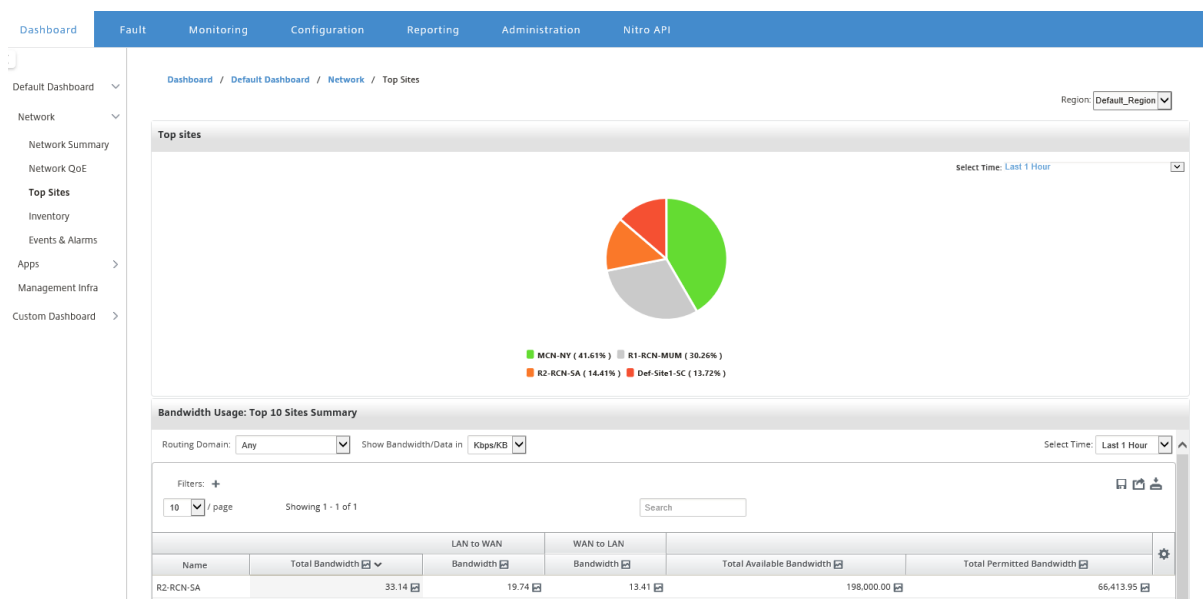 Dashboard Fault Monitoring Configuration Reporting Administration Nitro API
Dashboard / Default Dashboard / Network / Top Sites
Default Dashboard
Network
Network Summary
Network QoE
Top Sites
Inventory
Events & Alarms
Apps
Management Infra
Custom Dashboard
Region: Default_Region
Top sites
Select Time: Last 1 Hour
MCN-NY ( 41.61% ) R1-RCN-MUM ( 30.26% )
R2-RCN-SA ( 14.41% ) Def-Site1-SC ( 13.72% )
Bandwidth Usage: Top 10 Sites Summary
Routing Domain: Any Show Bandwidth/Data in Kbps/KB Select Time: Last 1 Hour
Filters: +
10 / page Showing 1 - 1 of 1 Search
LAN to WAN WAN to LAN
Name Total Bandwidth Bandwidth Bandwidth Total Available Bandwidth Total Permitted Bandwidth
R2-RCN-SA 33.14 19.74 13.41 198,000.00 66,413.95